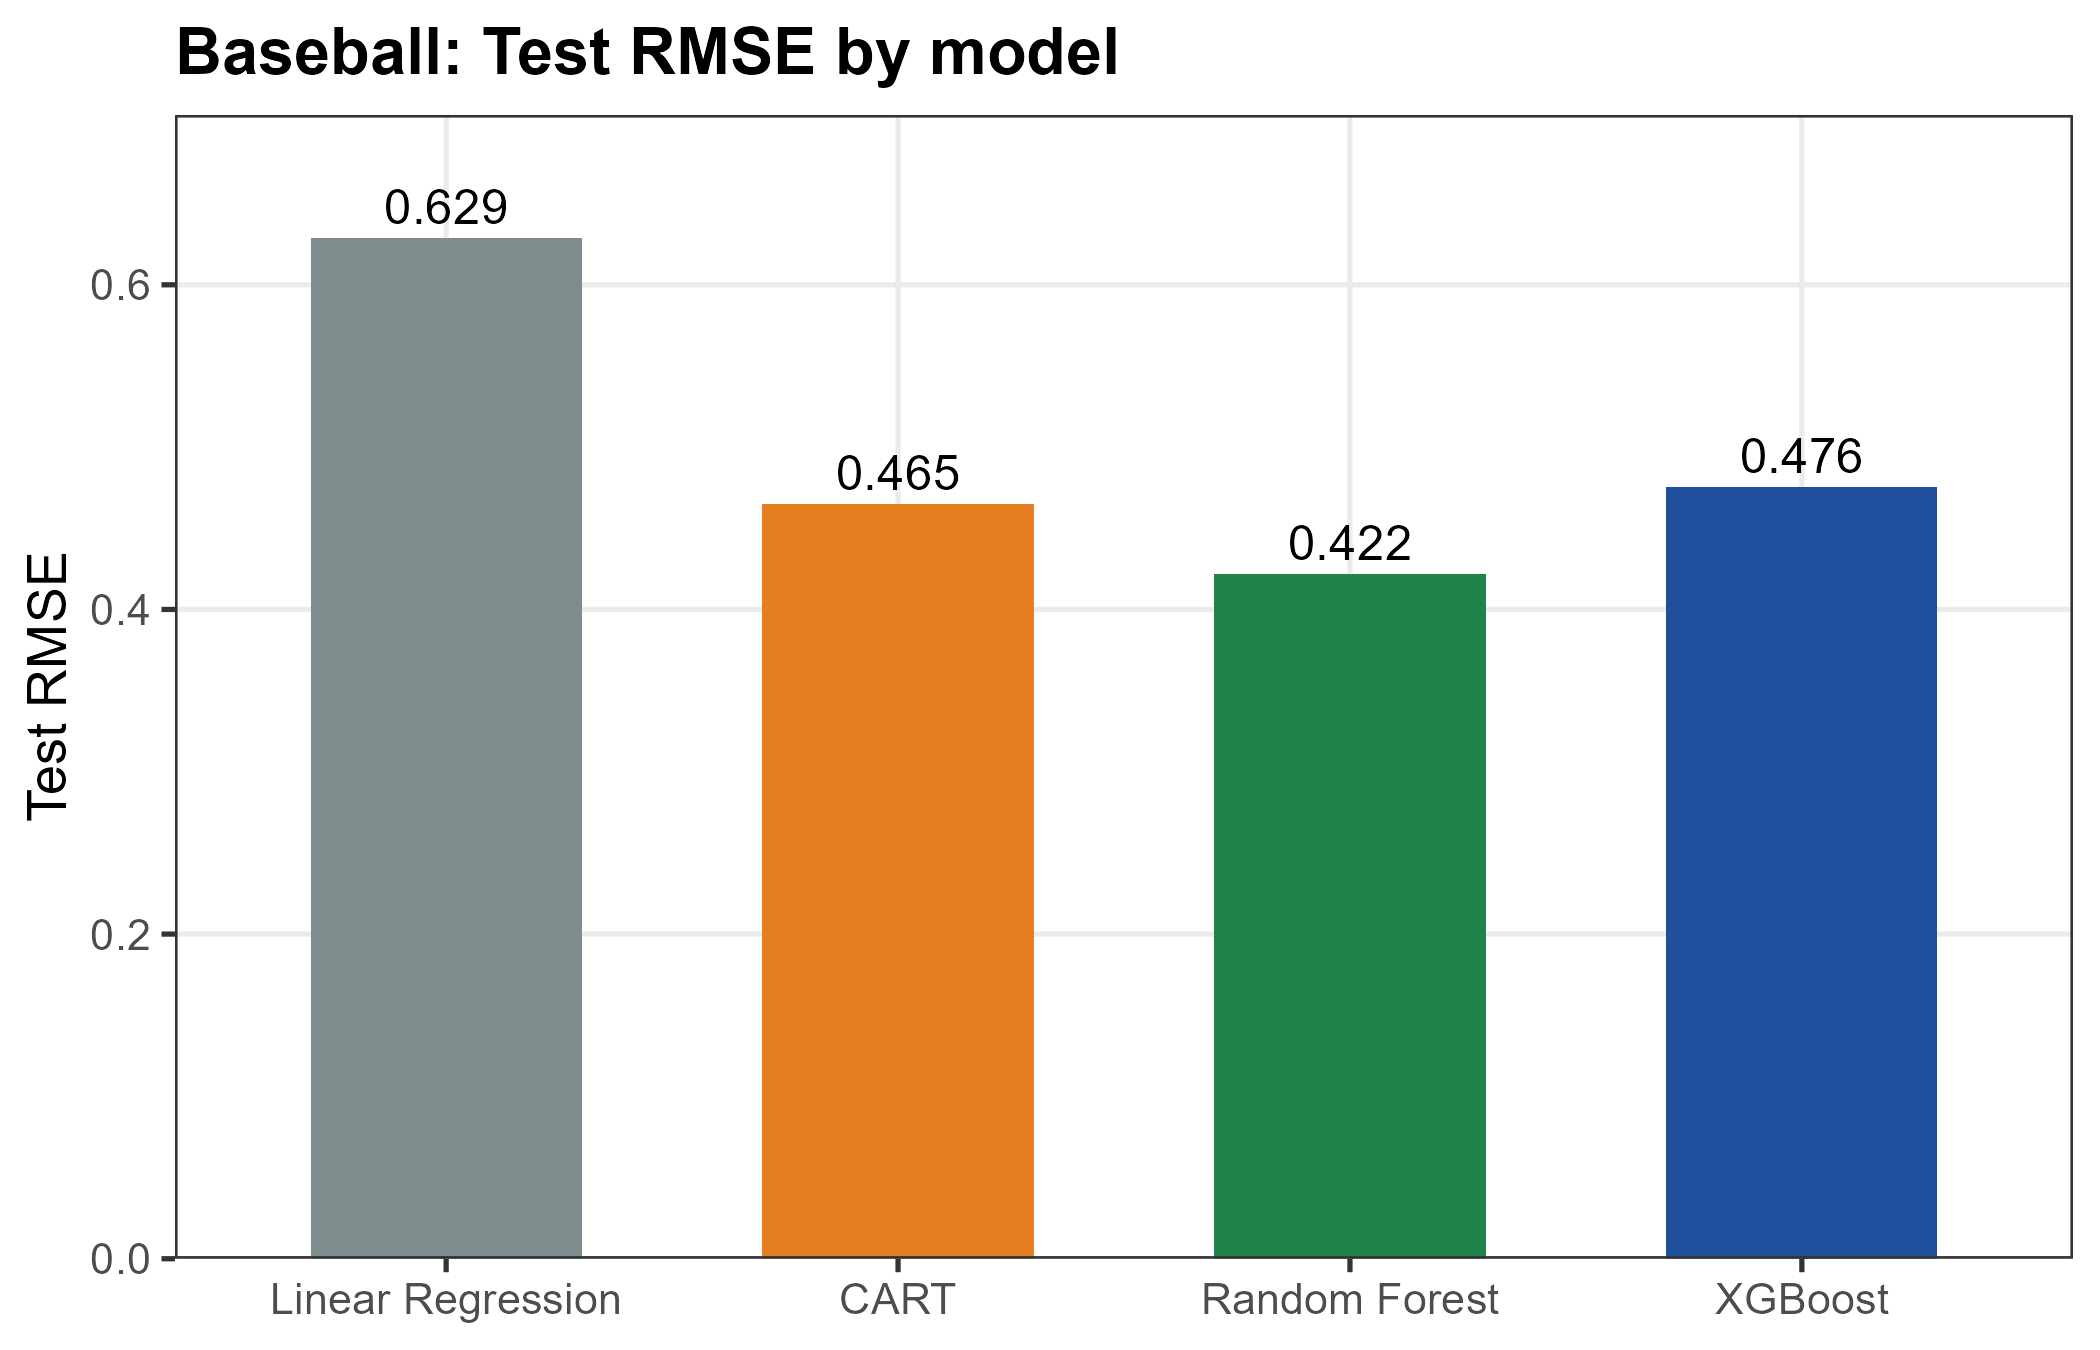 Baseball: Test RMSE by model
Test RMSE
0.6
0.4
0.2
0.0
0.629
0.465
0.422
0.476
Linear Regression
CART
Random Forest
XGBoost